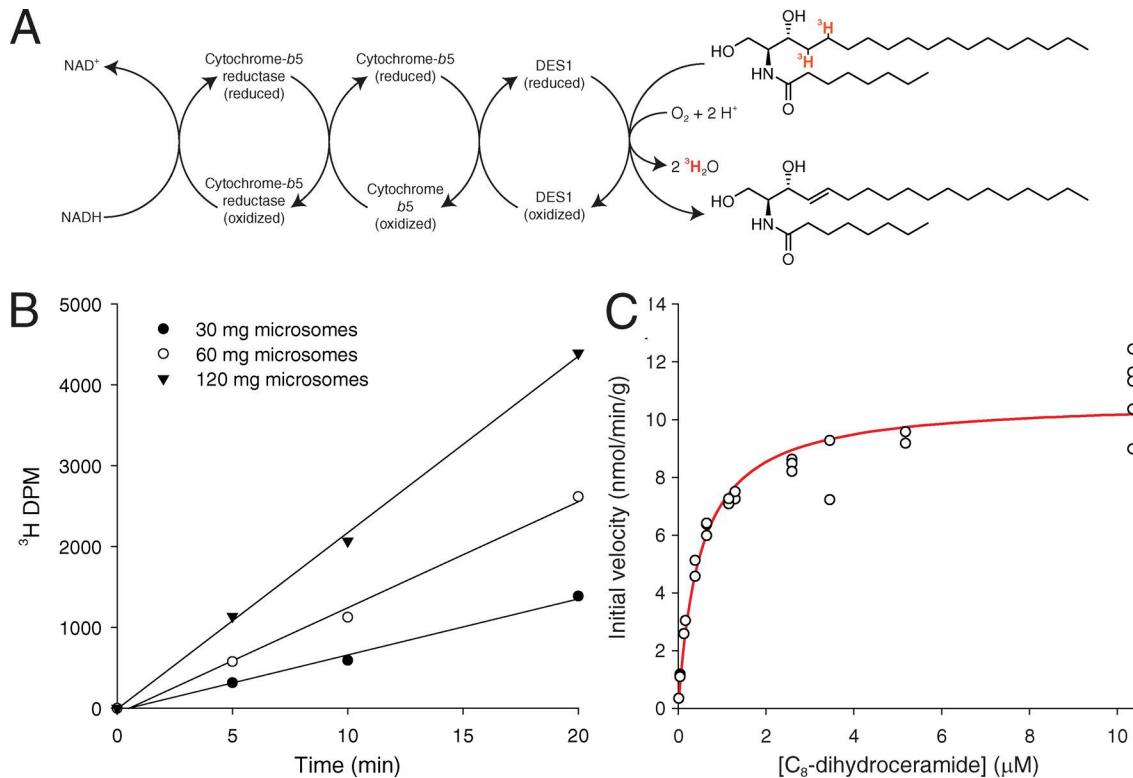 A
NAD⁺
NADH
Cytochrome-b5
reductase
(reduced)
Cytochrome-b5
reductase
(oxidized)
Cytochrome-b5
(reduced)
Cytochrome
b5
(oxidized)
DES1
(reduced)
DES1
(oxidized)
O₂ + 2 H⁺
2 ³H₂O
OH
³H
HO
³H
NH
O
OH
HO
NH
O
B
5000
4000
3000
2000
1000
0
³H DPM
30 mg microsomes
60 mg microsomes
120 mg microsomes
0
5
10
15
20
Time (min)
C
14
12
10
8
6
4
2
0
Initial velocity (nmol/min/g)
0
2
4
6
8
10
[C₈-dihydroceramide] (μM)